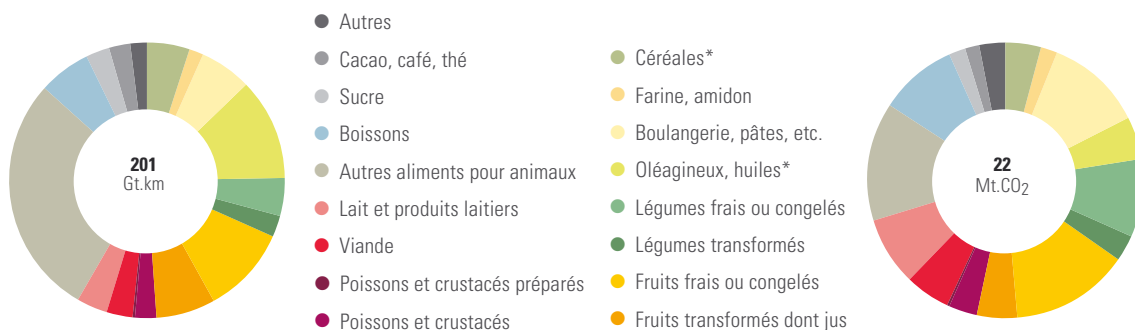 201
Gt.km
Autres
Cacao, café, thé
Sucre
Boissons
Autres aliments pour animaux
Lait et produits laitiers
Viande
Poissons et crustacés préparés
Poissons et crustacés
Céréales*
Farine, amidon
Boulangerie, pâtes, etc.
Oléagineux, huiles*
Légumes frais ou congelés
Légumes transformés
Fruits frais ou congelés
Fruits transformés dont jus
22
Mt.CO₂